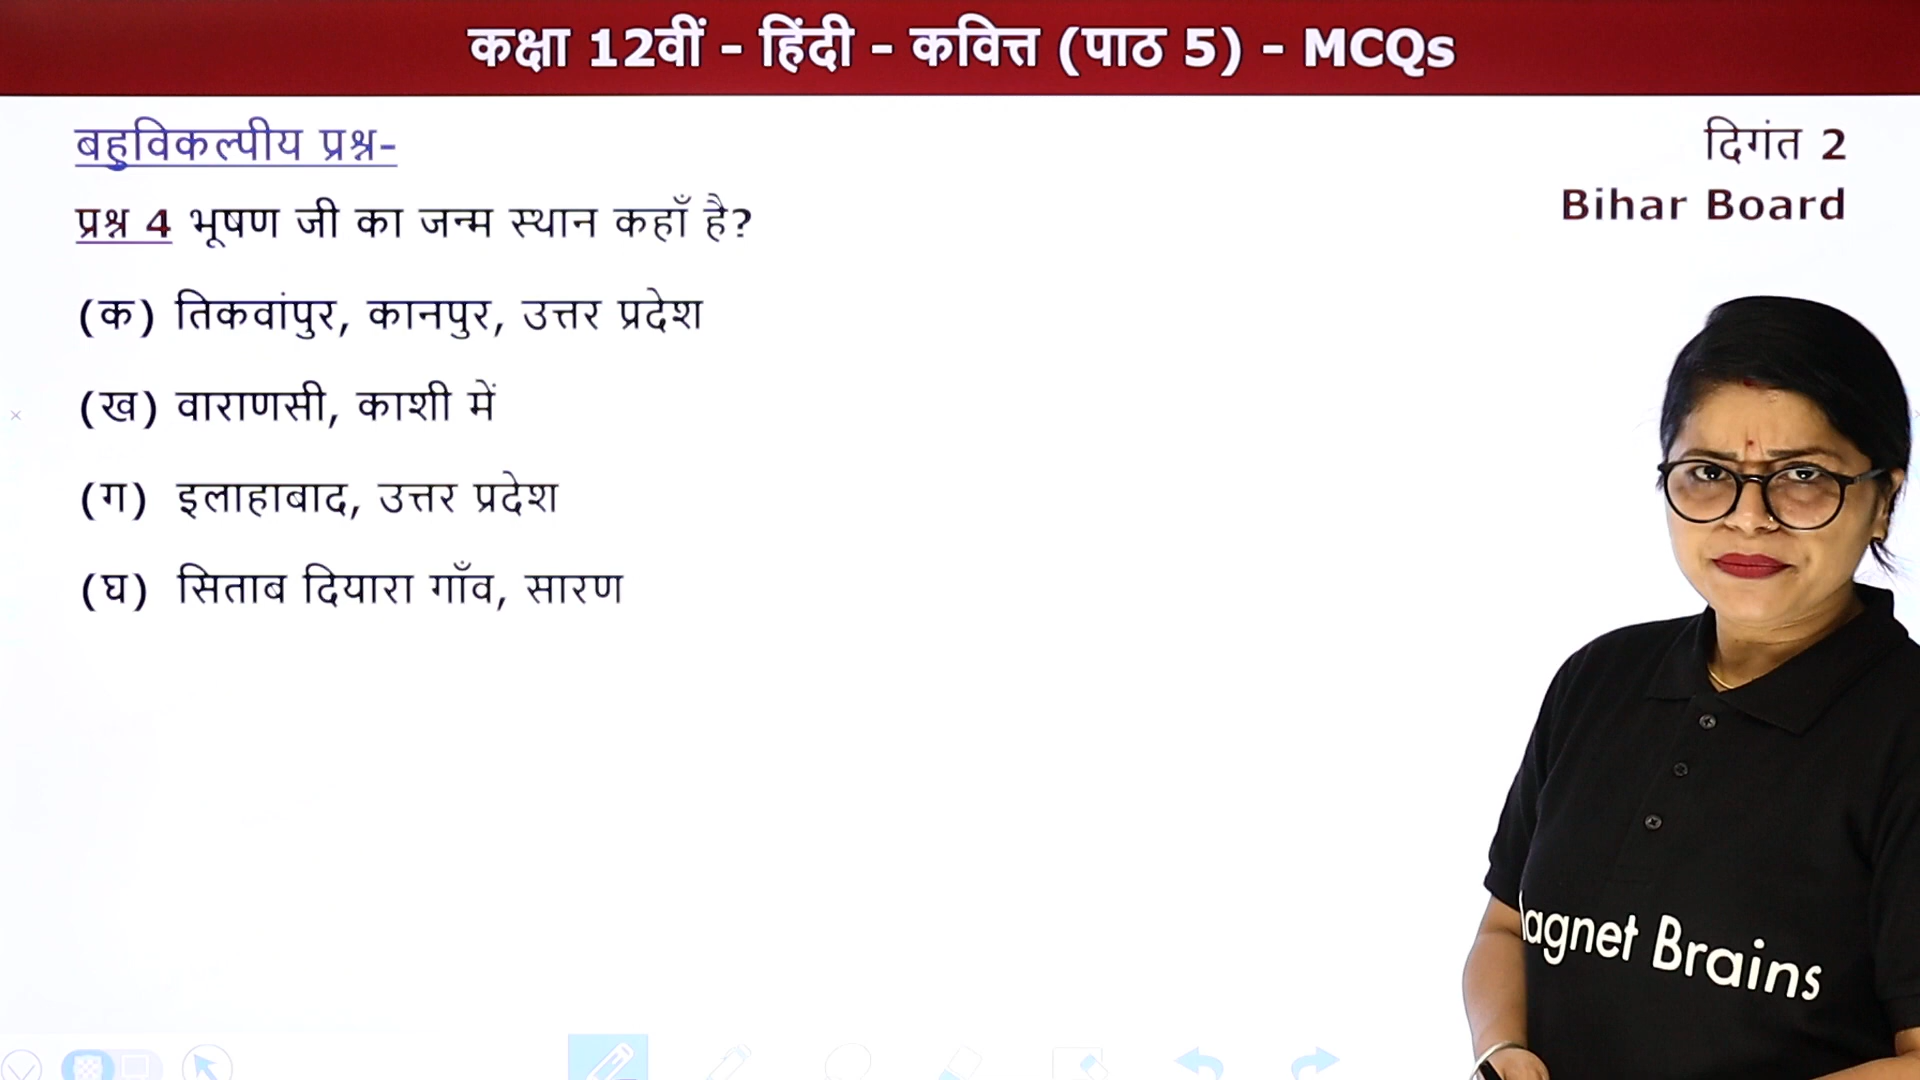 कक्षा 12वीं - हिंदी - कवित्त (पाठ 5) - MCQs
बहुविकल्पीय प्रश्न-
दिगंत 2
Bihar Board
प्रश्न 4 भूषण जी का जन्म स्थान कहाँ है?
(क) तिकवांपुर, कानपुर, उत्तर प्रदेश
(ख) वाराणसी, काशी में
(ग) इलाहाबाद, उत्तर प्रदेश
(घ) सिताब दियारा गाँव, सारण
agnet Brains